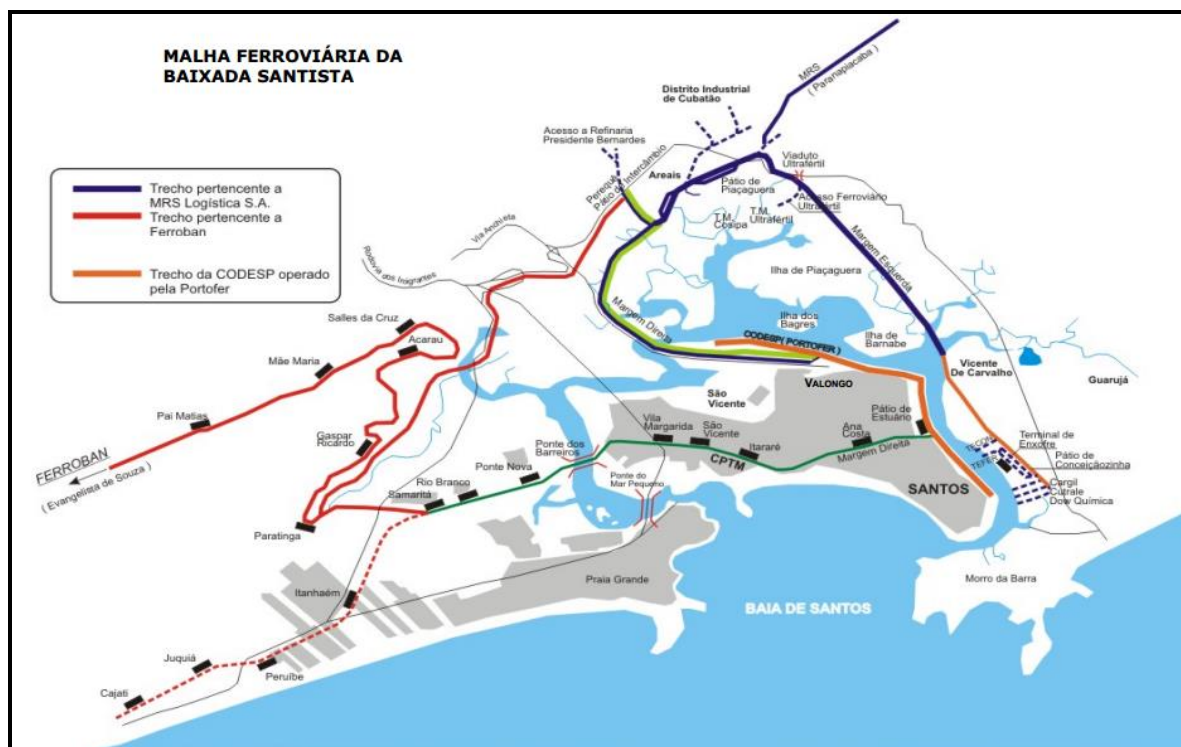 MALHA FERROVIÁRIA DA
BAIXADA SANTISTA
MRS
( Paranapiacaba )
Distrito Industrial
de Cubatão
Acesso a Refinaria
Presidente Bernardes
Perequê
Pátio de Intercâmbio
Areais
Viaduto
Ultrafértil
Pátio de
Piaçaguera
Acesso Ferroviário
Ultrafértil
T.M.
Cosipa
T.M.
Ultrafértil
Trecho pertencente a
MRS Logística S.A.
Trecho pertencente a
Ferroban
Trecho da CODESP operado
pela Portofer
Via Anchieta
Rodovia dos Imigrantes
Margem Esquerda
Ilha de Piaçaguera
Margem Direita
Ilha dos
Bagres
CODESP( PORTOFER )
Ilha de
Barnabe
Salles da Cruz
Acarau
Mãe Maria
Pai Matias
Gaspar
Ricardo
FERROBAN
( Evangelista de Souza )
Paratinga
Vicente
De Carvalho
Guarujá
VALONGO
São
Vicente
Vila
Margarida
São
Vicente
Itararé
Ana
Costa
Pátio de
Estuário
Margem Direita
CPTM
Ponte dos
Barreiros
Ponte Nova
Rio Branco
Samaritá
Ponte do
Mar Pequeno
SANTOS
TECON
TEFER
Terminal de
Enxofre
Pátio de
Conceiçãozinha
Cargil
Cutrale
Dow Química
Itanhaém
Praia Grande
Morro da Barra
BAIA DE SANTOS
Juquiá
Peruíbe
Cajati